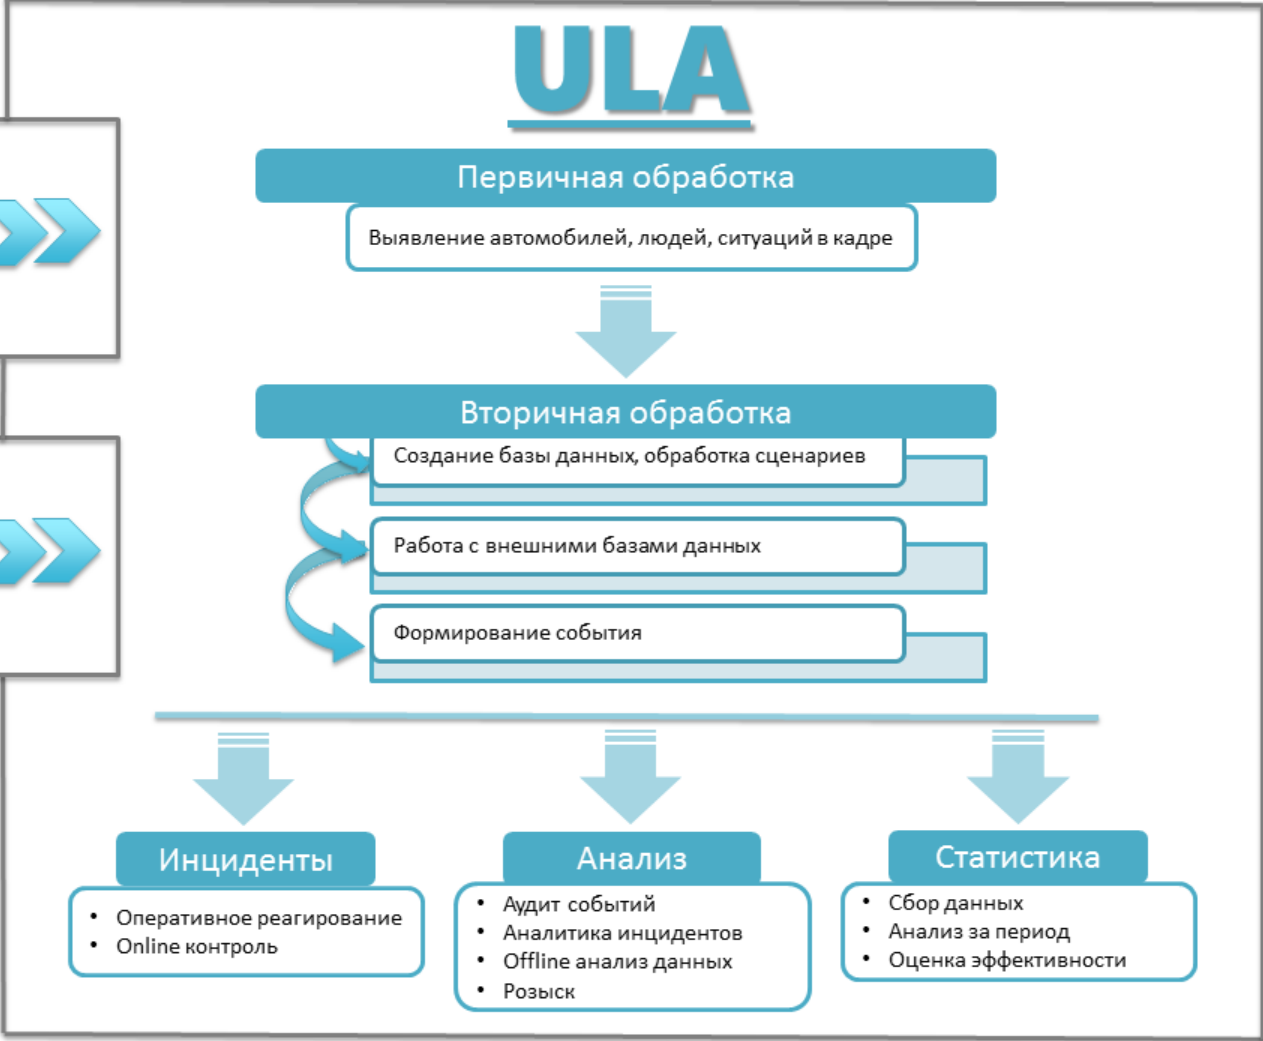 ULA
Первичная обработка
Выявление автомобилей, людей, ситуаций в кадре
Вторичная обработка
Создание базы данных, обработка сценариев
Работа с внешними базами данных
Формирование события
Инциденты
• Оперативное реагирование
• Online контроль
Анализ
• Аудит событий
• Аналитика инцидентов
• Offline анализ данных
• Розыск
Статистика
• Сбор данных
• Анализ за период
• Оценка эффективности